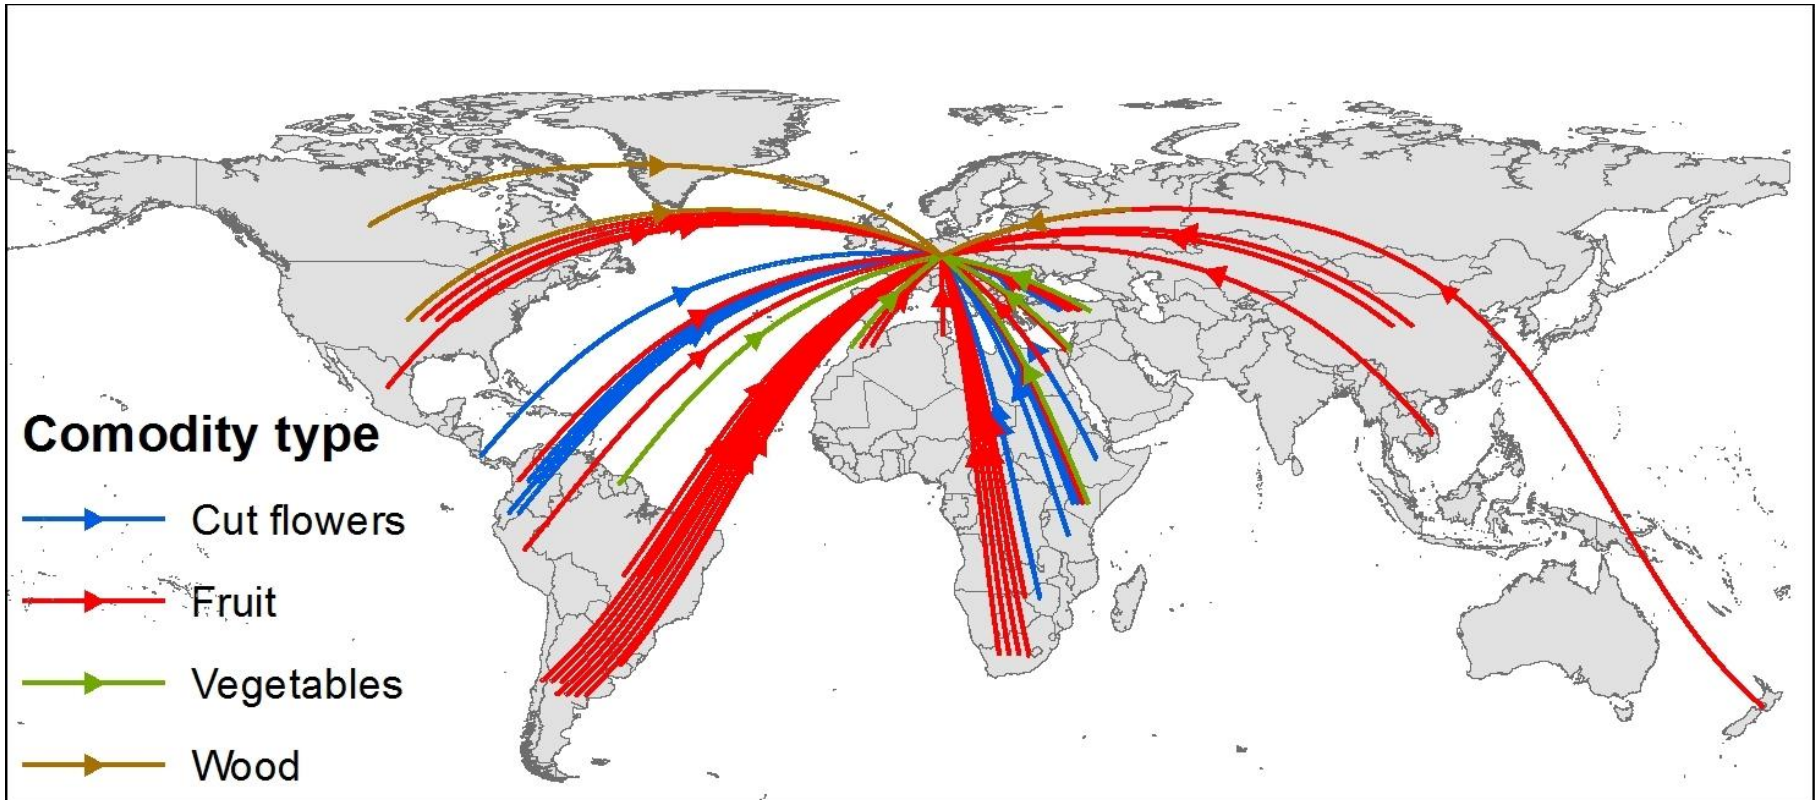 Comodity type
Cut flowers
Fruit
Vegetables
Wood